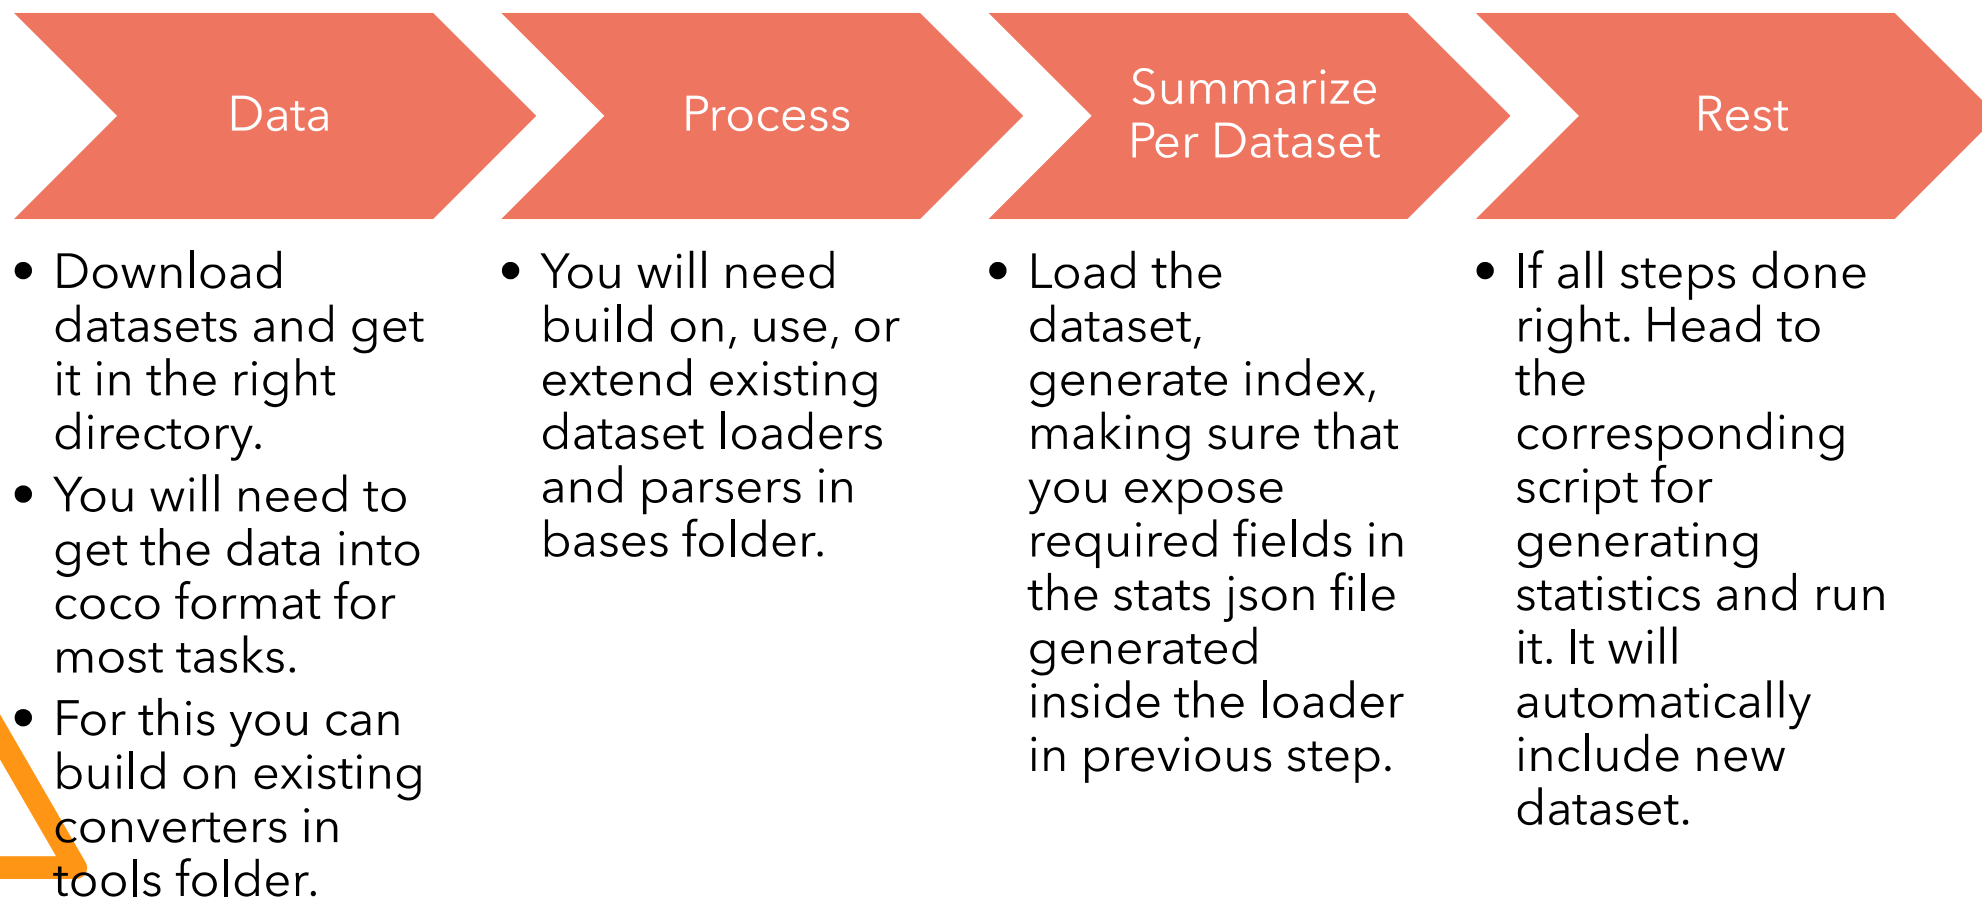 Data
• Download
datasets and get
it in the right
directory.
• You will need to
get the data into
coco format for
most tasks.
• For this you can
build on existing
converters in
tools folder.
Process
• You will need
build on, use, or
extend existing
dataset loaders
and parsers in
bases folder.
Summarize
Per Dataset
• Load the
dataset,
generate index,
making sure that
you expose
required fields in
the stats json file
generated
inside the loader
in previous step.
Rest
• If all steps done
right. Head to
the
corresponding
script for
generating
statistics and run
it. It will
automatically
include new
dataset.